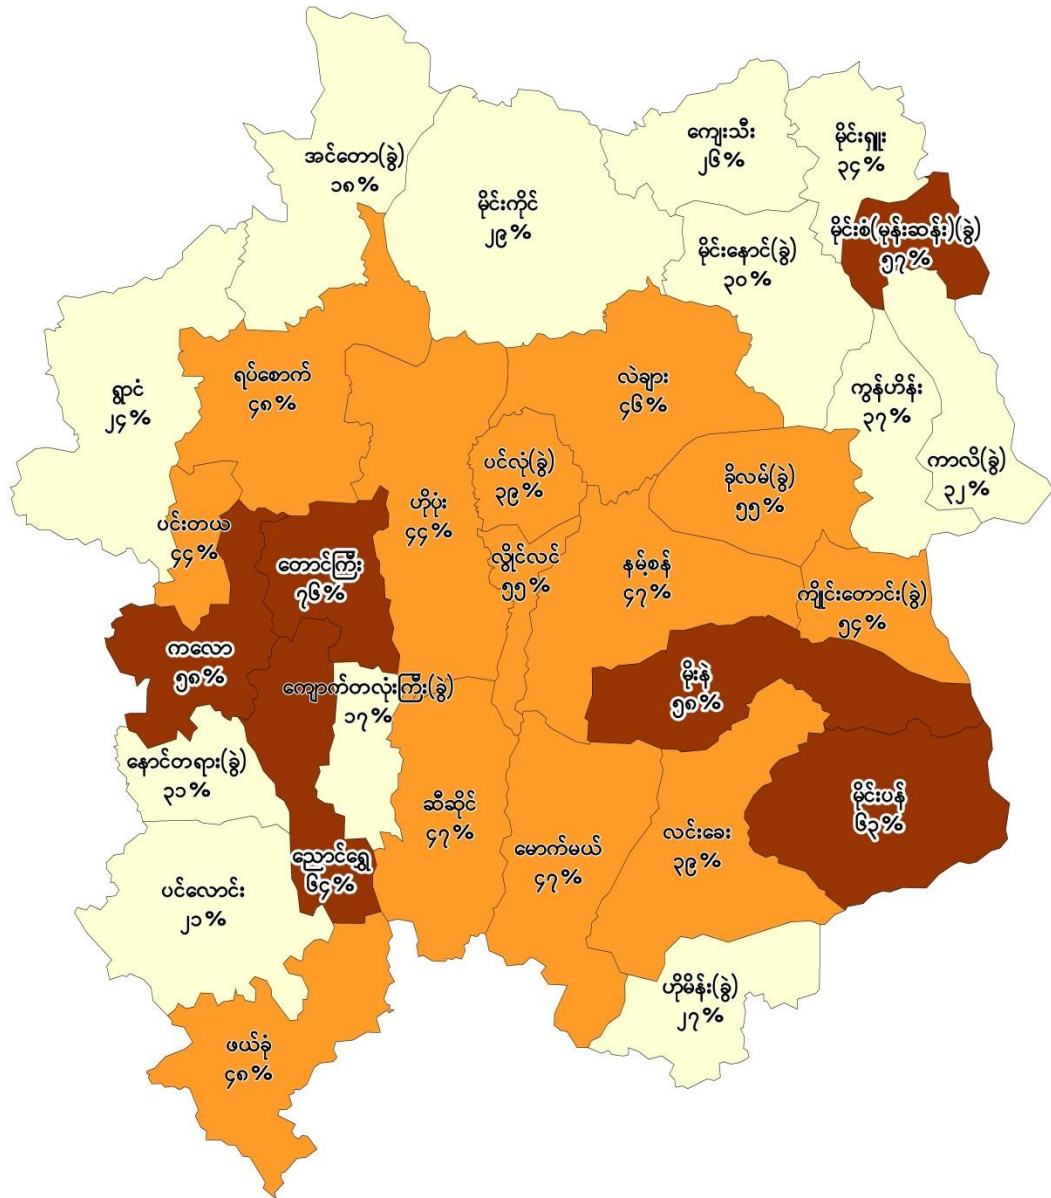 ကျေးသီး
၂၆%
မိုင်းရှူး
၃၄%
အင်တော(ခွဲ)
၁၈%
မိုင်းကိုင်
၂၉%
မိုင်းစံ(မုန်းဆန်း)(ခွဲ)
၅၇%
မိုင်းနောင်(ခွဲ)
၃၀%
ရွာငံ
၂၄%
ရပ်စောက်
၄၈%
လဲချား
၄၆%
ကွန်ဟိန်း
၃၇%
ပင်လုံ(ခွဲ)
၃၉%
ခိုလမ်(ခွဲ)
၅၅%
ကာလိ(ခွဲ)
၃၂%
ပင်းတယ
၄၄%
ဟိုပုံး
၄၄%
တောင်ကြီး
၇၆%
လွိုင်လင်
၅၅%
နမ့်စန်
၄၇%
ကျိုင်းတောင်း(ခွဲ)
၅၄%
ကလော
၅၈%
ကျောက်တလုံးကြီး(ခွဲ)
၁၇%
မိုးနဲ
၅၈%
နောင်တရား(ခွဲ)
၃၁%
ဆီဆိုင်
၄၇%
မိုင်းပန်
၆၃%
ညောင်ရွှေ
၆၄%
မောက်မယ်
၄၇%
လင်းခေး
၃၉%
ပင်လောင်း
၂၁%
ဟိုမိန်း(ခွဲ)
၂၇%
ဖယ်ခုံ
၄၈%